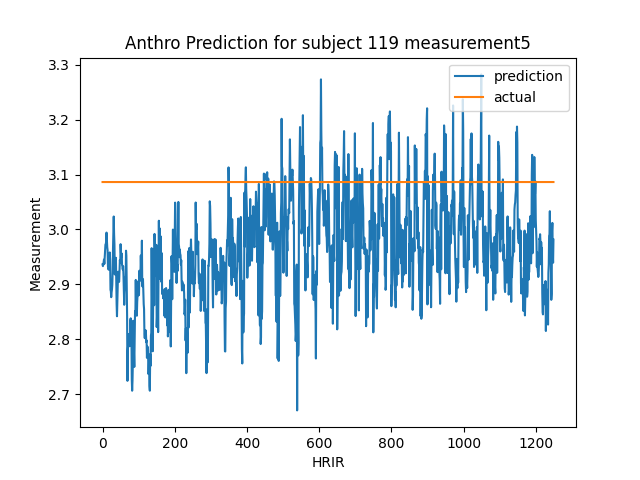 Anthro Prediction for subject 119 measurement5
3.3
3.2
3.1
3.0
2.9
2.8
2.7
Measurement
prediction
actual
0
200
400
600
800
1000
1200
HRIR